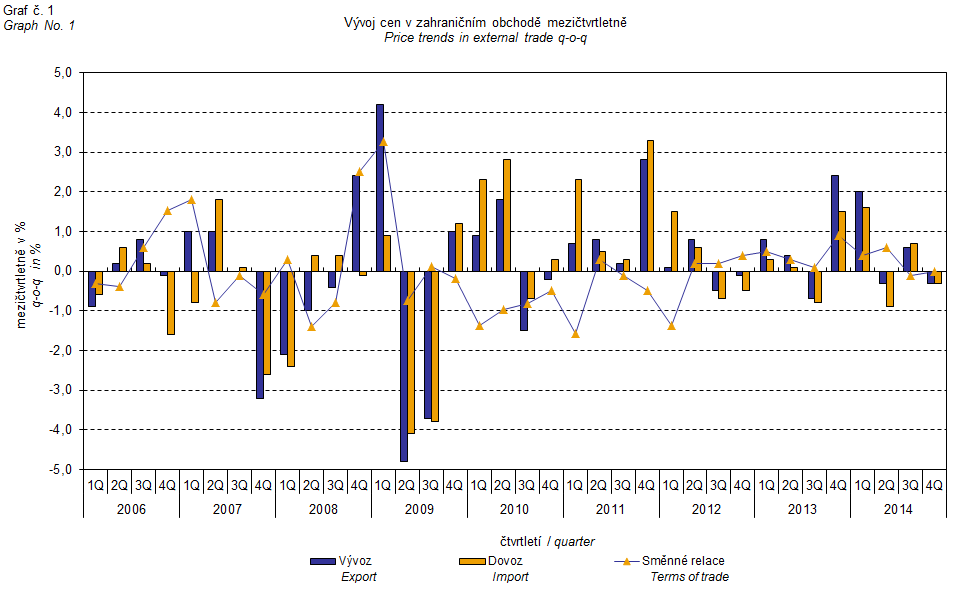 Graf č. 1
Graph No. 1
Vývoj cen v zahraničním obchodě mezičtvrtletně
Price trends in external trade q-o-q
mezičtvrtletně v %
q-o-q in %
5,0
4,0
3,0
2,0
1,0
0,0
-1,0
-2,0
-3,0
-4,0
-5,0
1Q 2Q 3Q 4Q 1Q 2Q 3Q 4Q 1Q 2Q 3Q 4Q 1Q 2Q 3Q 4Q 1Q 2Q 3Q 4Q 1Q 2Q 3Q 4Q 1Q 2Q 3Q 4Q 1Q 2Q 3Q 4Q 1Q 2Q 3Q 4Q
2006 2007 2008 2009 2010 2011 2012 2013 2014
čtvrtletí / quarter
Vývoz Dovoz Směnné relace
Export Import Terms of trade